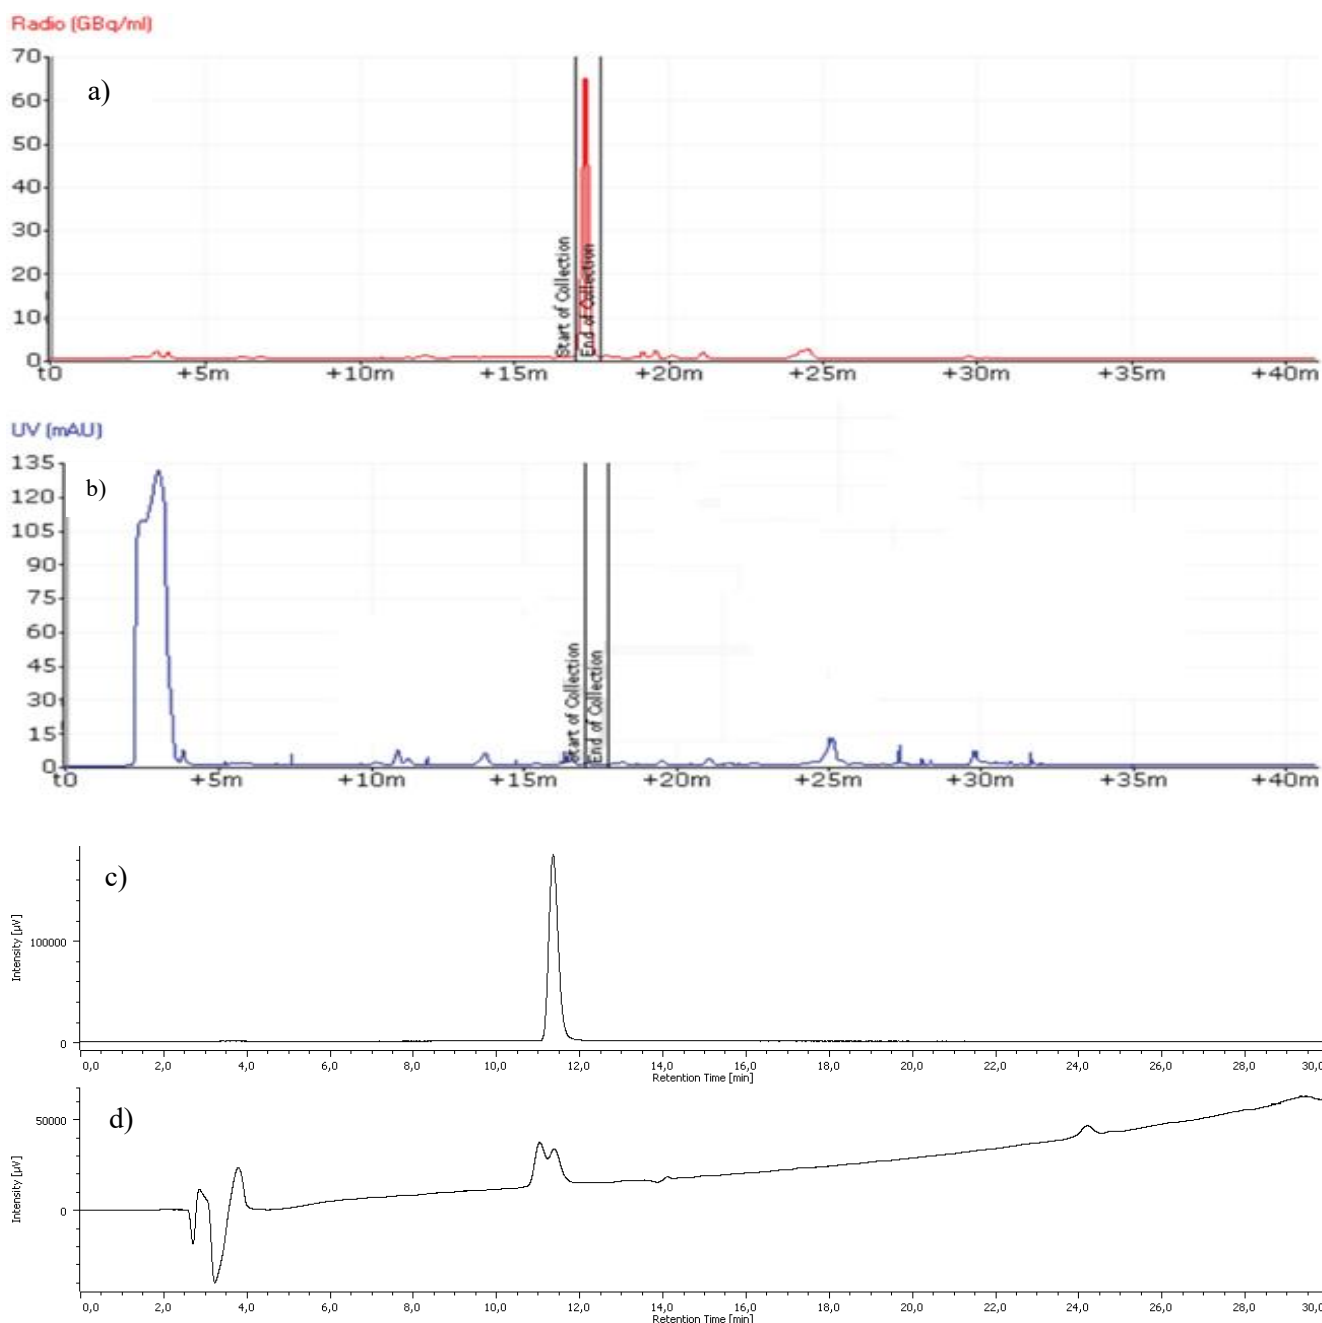 Radio (GBq/ml)
a)
70
60
50
40
30
20
10
0
Start of Collection
End of Collection
t0 +5m +10m +15m +20m +25m +30m +35m +40m
UV (mAU)
b)
135
120
105
90
75
60
45
30
15
0
Start of Collection
End of Collection
t0 +5m +10m +15m +20m +25m +30m +35m +40m
c)
Intensity [µV]
100000
0
0,0 2,0 4,0 6,0 8,0 10,0 12,0 14,0 16,0 18,0 20,0 22,0 24,0 26,0 28,0 30,0
Retention Time [min]
d)
Intensity [µV]
50000
0
0,0 2,0 4,0 6,0 8,0 10,0 12,0 14,0 16,0 18,0 20,0 22,0 24,0 26,0 28,0 30,0
Retention Time [min]